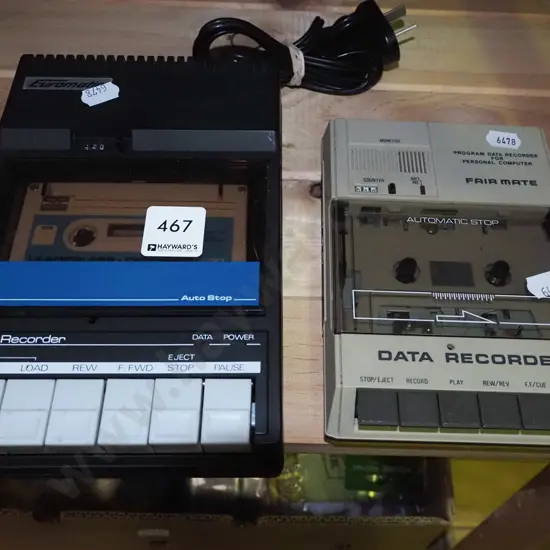 Euromatic
8499
467
HAYWARD'S
Auto Stop
Recorder
DATA POWER
EJECT
LOAD REW F.FWD STOP PAUSE
6478
MONITOR
PROGRAM DATA RECORDER
FOR
PERSONAL COMPUTER
COUNTER
FAIR MATE
AUTOMATIC STOP
DATA RECORDE
STOP/EJECT RECORD PLAY REW/REV F.F/CUE